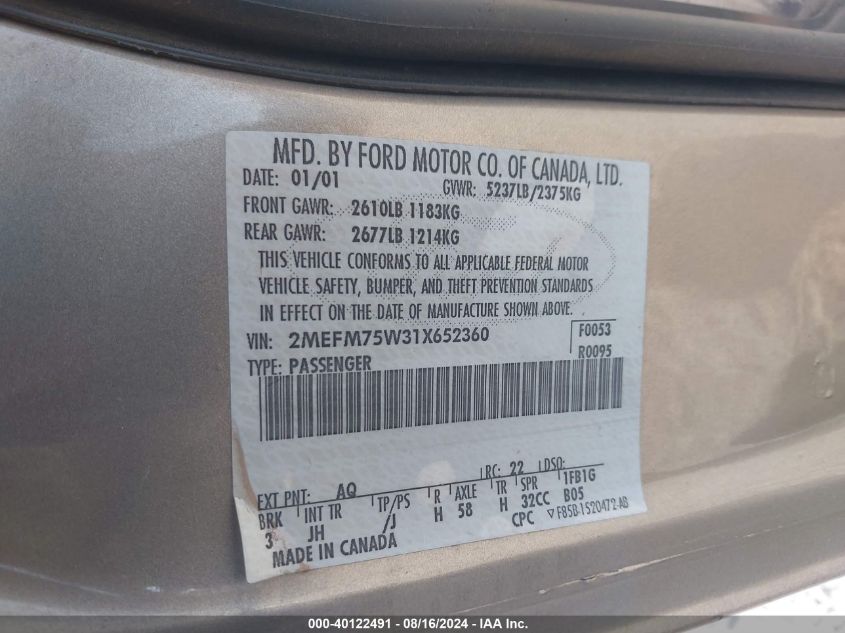 MFD. BY FORD MOTOR CO. OF CANADA, LTD.
DATE: 01/01 GVWR: 5237LB/2375KG
FRONT GAWR: 2610LB 1183KG
REAR GAWR: 2677LB 1214KG
THIS VEHICLE CONFORMS TO ALL APPLICABLE FEDERAL MOTOR
VEHICLE SAFETY, BUMPER, AND THEFT PREVENTION STANDARDS
IN EFFECT ON THE DATE OF MANUFACTURE SHOWN ABOVE.
VIN: 2MEFM75W31X652360 F0053
TYPE: PASSENGER R0095
EXT PNT: AQ RC: 22 DSO: 1FB1G
BRK INT TR TP/PS R AXLE TR SPR B05
3 JH /J H 58 H 32CC
MADE IN CANADA CPC ▽F85B-1520472-AB
000-40122491 - 08/16/2024 - IAAI.com